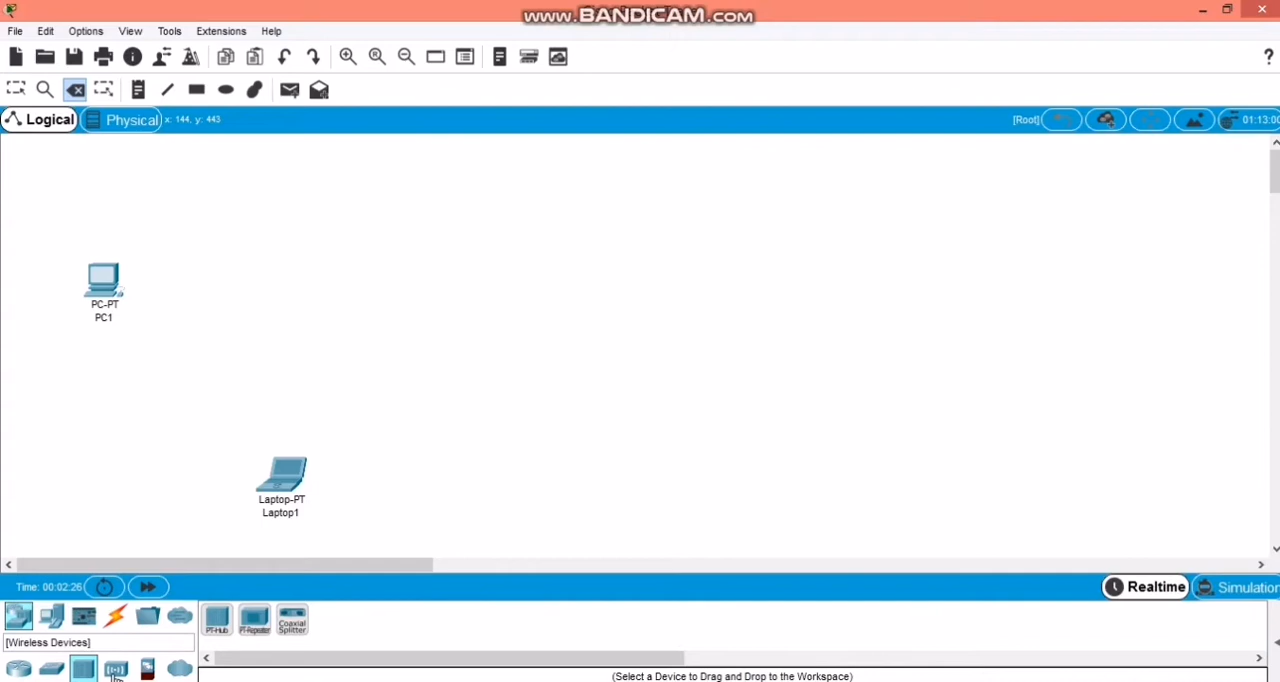 www.BANDICAM.com
File Edit Options View Tools Extensions Help
?
Logical Physical x: 144, y: 443 [Root] 01:13:00
PC-PT
PC1
Laptop-PT
Laptop1
Time: 00:02:26 Realtime Simulation
PT-Hub PT-Repeater Coaxial Splitter
[Wireless Devices]
(Select a Device to Drag and Drop to the Workspace)